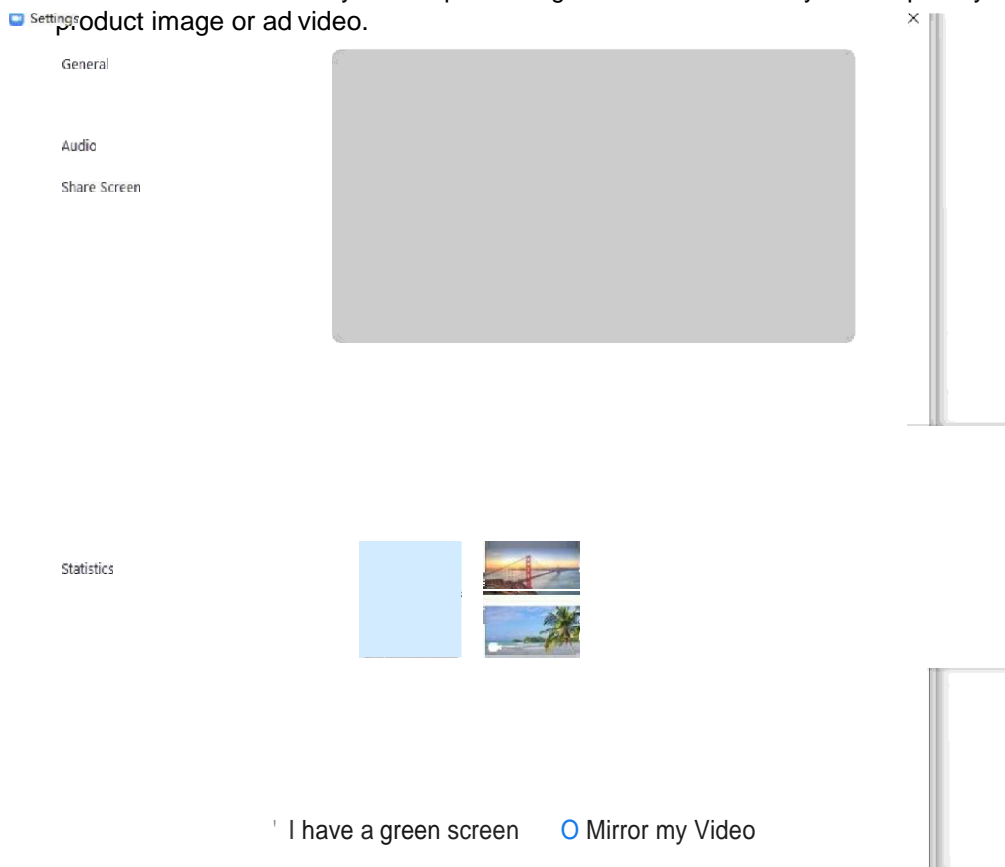 Settings
product image or ad video.
General
Audio
Share Screen
Statistics
I have a green screen
O Mirror my Video